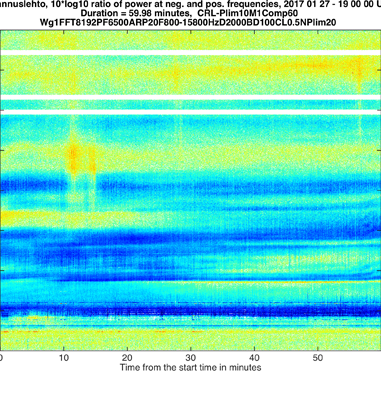 annuslehto, 10*log10 ratio of power at neg. and pos. frequencies, 2017 01 27 - 19 00 00 U
Duration = 59.98 minutes, CRL-Plim10M1Comp60
Wg1FFT8192PF6500ARP20F800-15800HzD2000BD100CL0.5NPlim20
0 10 20 30 40 50
Time from the start time in minutes